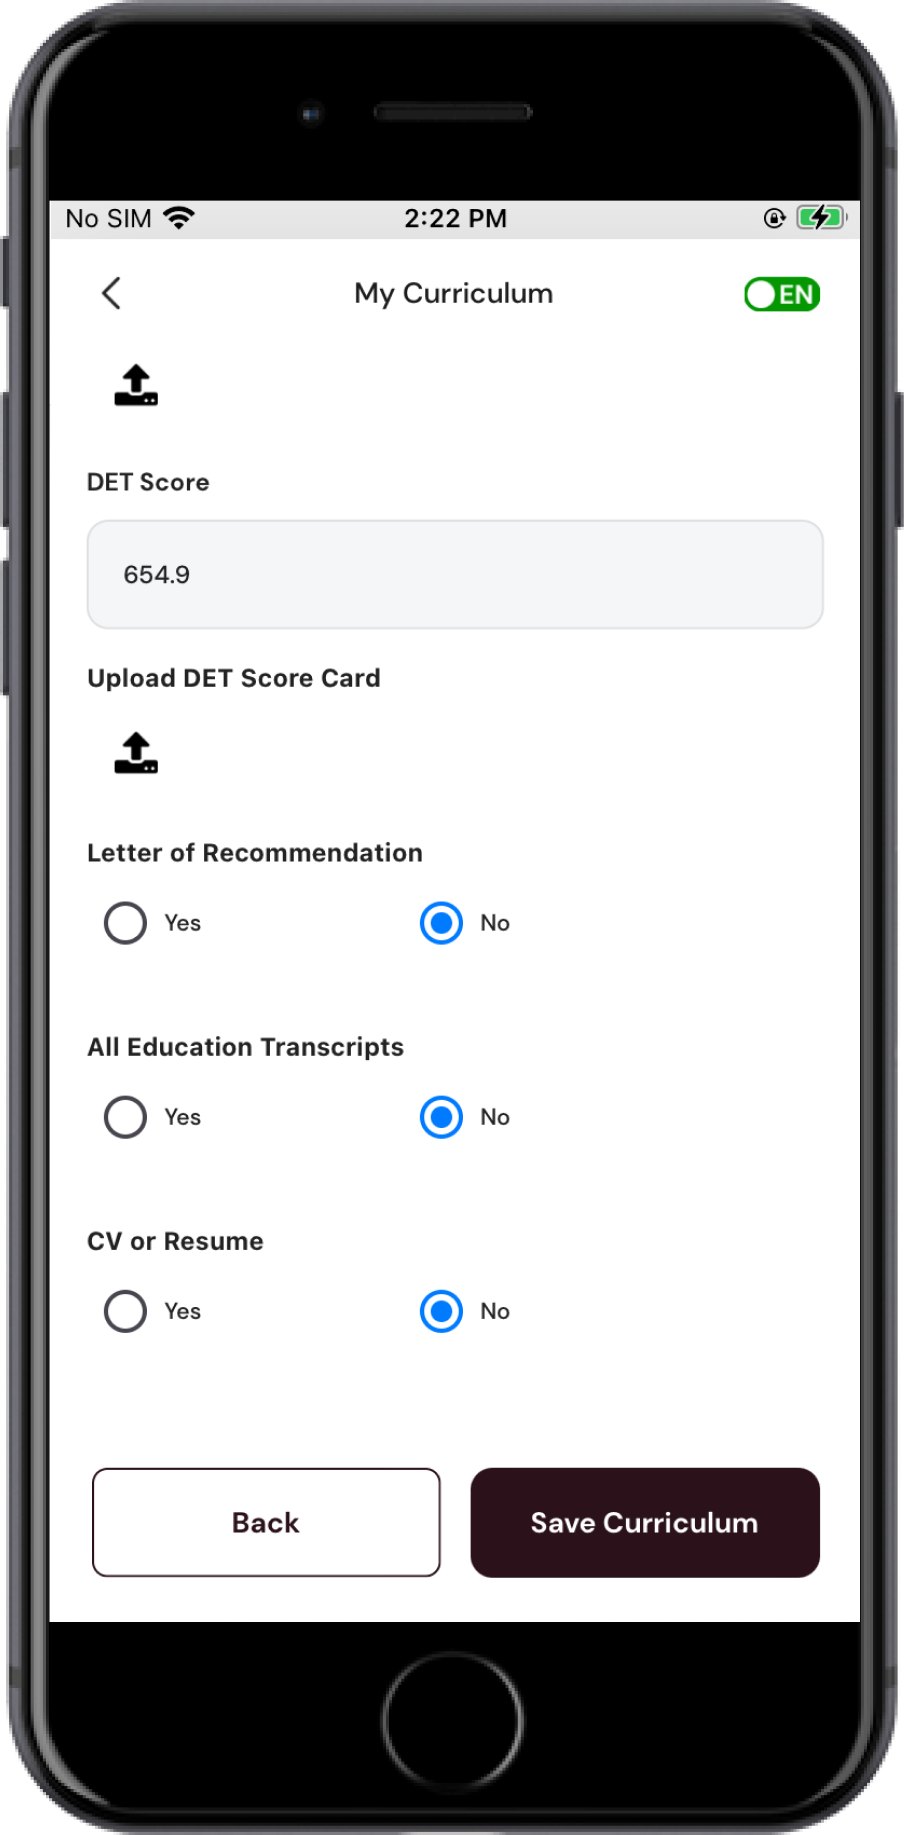 No SIM 2:22 PM
My Curriculum EN
DET Score
654.9
Upload DET Score Card
Letter of Recommendation
Yes No
All Education Transcripts
Yes No
CV or Resume
Yes No
Back Save Curriculum